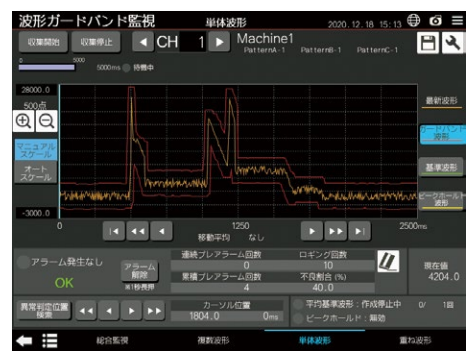 波形ガードバンド監視
単体波形
2020.12.18 15:13
収集開始
収集停止
CH 1
Machine1
PatternA-1 PatternB-1 PatternC-1
0 5000
5000ms 待機中
28000.0
500点
マニュアル
スケール
オート
スケール
-3000.0
最新波形
ガードバンド
波形
基準波形
ピークホールド
波形
0 1250 2500ms
移動平均 なし
アラーム発生なし
OK
アラーム
解除
※1秒長押
連続プレアラーム回数
0
累積プレアラーム回数
4
ロギング回数
10
不良割合(%)
40.0
現在値
4204.0
異常判定位置
検索
カーソル位置
1804.0 0ms
平均基準波形:作成停止中 0/ 1回
ピークホールド:無効
総合監視
複数波形
単体波形
重ね波形